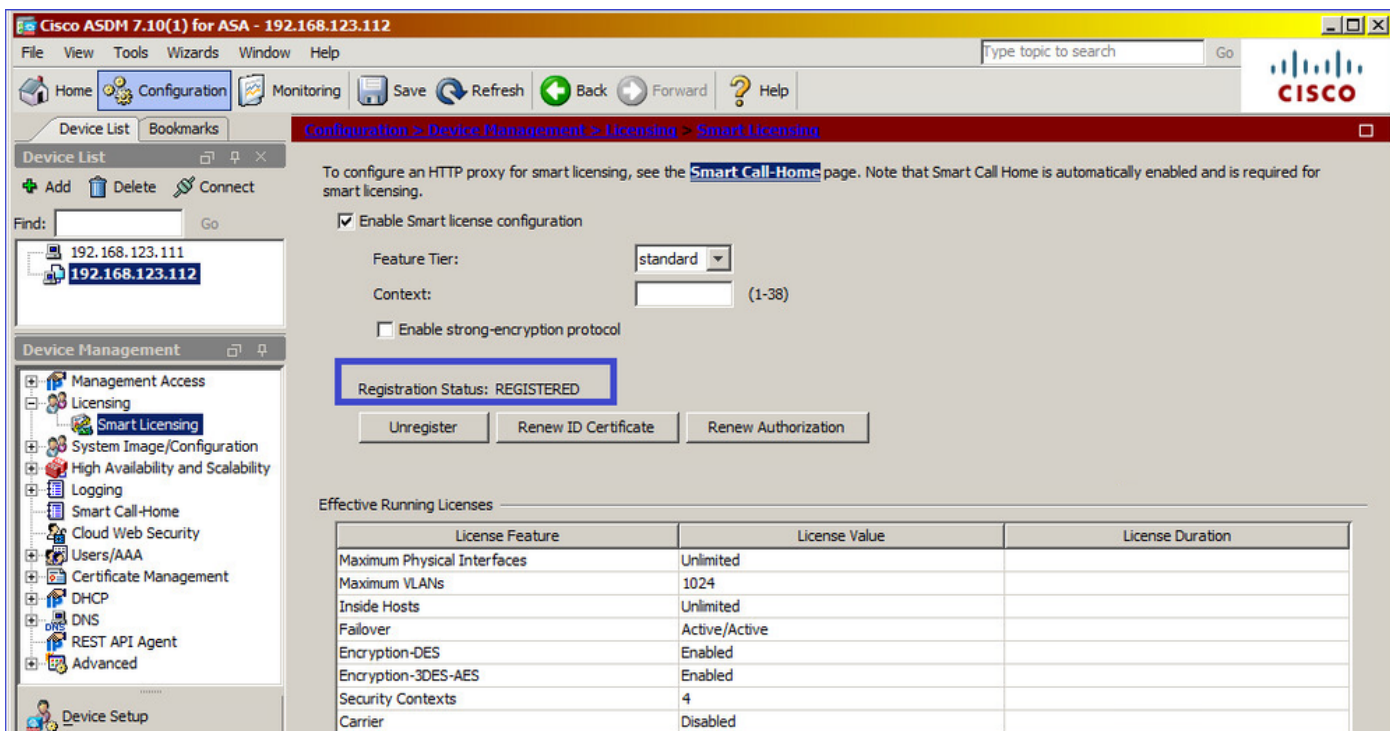 Cisco ASDM 7.10(1) for ASA - 192.168.123.112
File View Tools Wizards Window Help
Type topic to search Go
Home Configuration Monitoring Save Refresh Back Forward Help
CISCO
Device List Bookmarks
Configuration > Device Management > Licensing > Smart Licensing
Device List
Add Delete Connect
Find: Go
192.168.123.111
192.168.123.112
To configure an HTTP proxy for smart licensing, see the Smart Call-Home page. Note that Smart Call Home is automatically enabled and is required for
smart licensing.
Enable Smart license configuration
Feature Tier: standard
Context: (1-38)
Enable strong-encryption protocol
Registration Status: REGISTERED
Unregister Renew ID Certificate Renew Authorization
Device Management
Management Access
Licensing
Smart Licensing
System Image/Configuration
High Availability and Scalability
Logging
Smart Call-Home
Cloud Web Security
Users/AAA
Certificate Management
DHCP
DNS
DNS
REST API Agent
Advanced
Device Setup
Effective Running Licenses
License Feature License Value License Duration
Maximum Physical Interfaces Unlimited
Maximum VLANs 1024
Inside Hosts Unlimited
Failover Active/Active
Encryption-DES Enabled
Encryption-3DES-AES Enabled
Security Contexts 4
Carrier Disabled